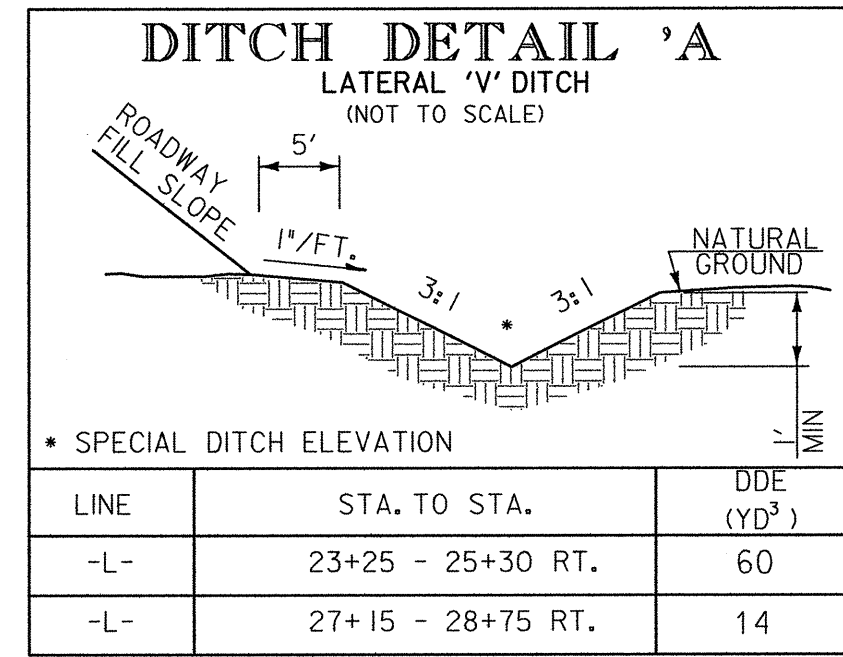 DITCH DETAIL 'A
LATERAL 'V' DITCH
(NOT TO SCALE)
ROADWAY
FILL SLOPE
5'
1"/FT.
3:1
*
3:1
NATURAL
GROUND
1'
MIN
* SPECIAL DITCH ELEVATION
LINE STA. TO STA. DDE
(YD³)
-L- 23+25 - 25+30 RT. 60
-L- 27+15 - 28+75 RT. 14